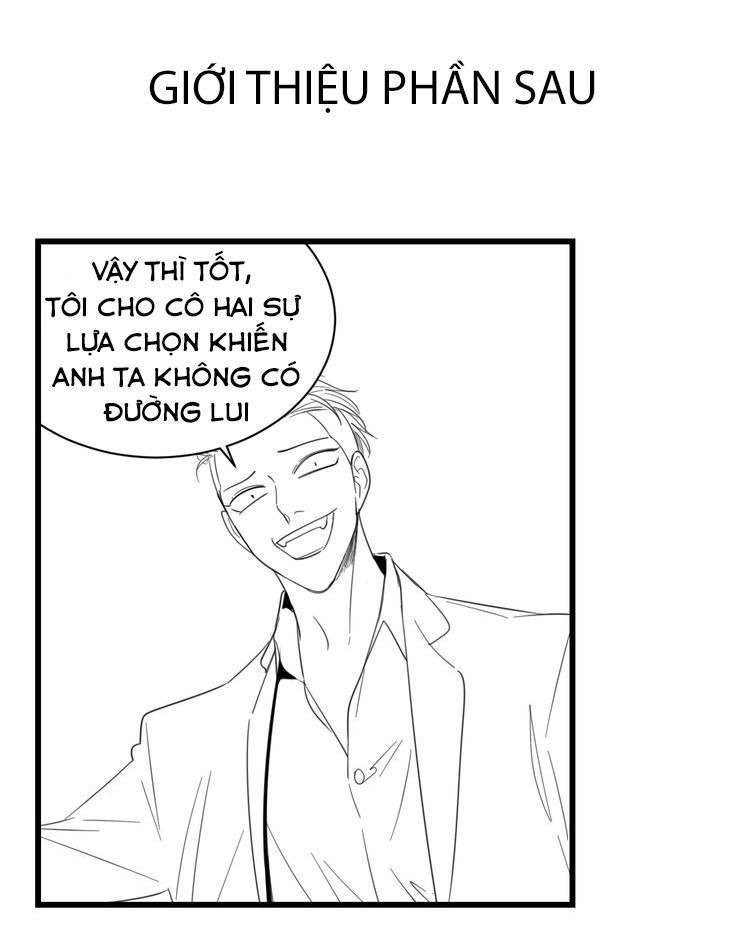 GIỚI THIỆU PHẦN SAU
VẬY THÌ TỐT,
TÔI CHO CÔ HAI SỰ
LỰA CHỌN KHIẾN
ANH TA KHÔNG CÓ
ĐƯỜNG LUI